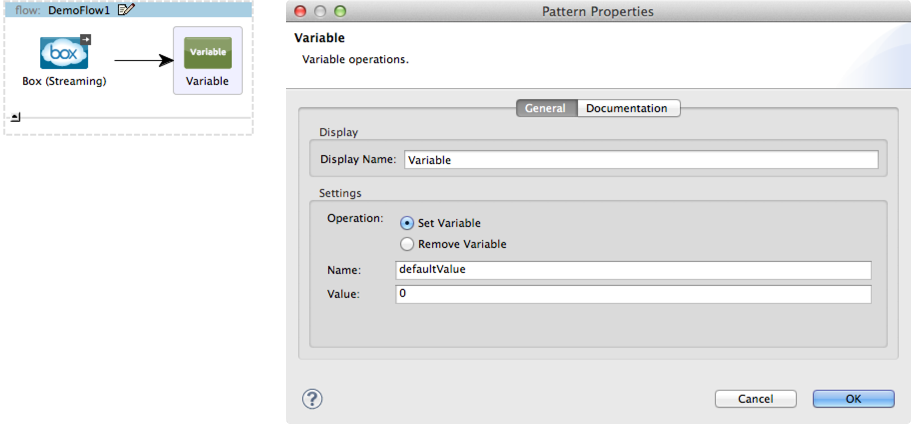 flow: DemoFlow1
box
Box (Streaming)
Variable
Variable
Pattern Properties
Variable
Variable operations.
General
Documentation
Display
Display Name: Variable
Settings
Operation: Set Variable
Remove Variable
Name: defaultValue
Value: 0
?
Cancel
OK